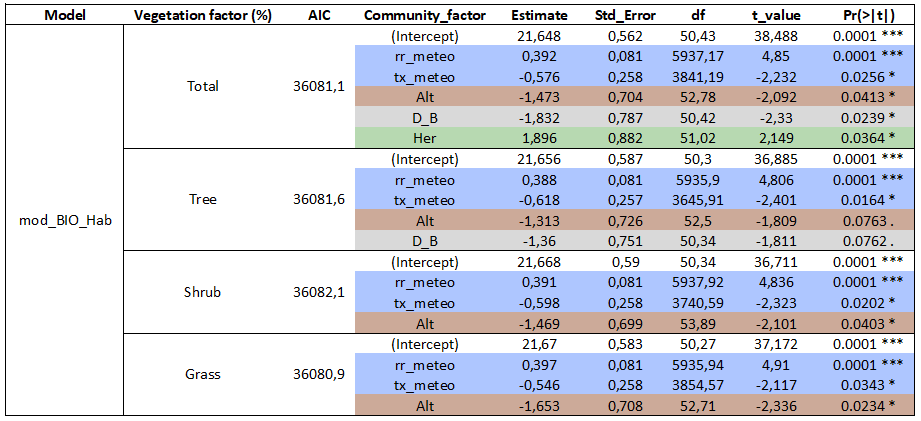 Model Vegetation factor (%) AIC Community_factor Estimate Std_Error df t_value Pr(>|t|)
mod_BIO_Hab
Total 36081,1
(Intercept) 21,648 0,562 50,43 38,488 0.0001 ***
rr_meteo 0,392 0,081 5937,17 4,85 0.0001 ***
tx_meteo -0,576 0,258 3841,19 -2,232 0.0256 *
Alt -1,473 0,704 52,78 -2,092 0.0413 *
D_B -1,832 0,787 50,42 -2,33 0.0239 *
Her 1,896 0,882 51,02 2,149 0.0364 *
Tree 36081,6
(Intercept) 21,656 0,587 50,3 36,885 0.0001 ***
rr_meteo 0,388 0,081 5935,9 4,806 0.0001 ***
tx_meteo -0,618 0,257 3645,91 -2,401 0.0164 *
Alt -1,313 0,726 52,5 -1,809 0.0763 .
D_B -1,36 0,751 50,34 -1,811 0.0762 .
Shrub 36082,1
(Intercept) 21,668 0,59 50,34 36,711 0.0001 ***
rr_meteo 0,391 0,081 5937,92 4,836 0.0001 ***
tx_meteo -0,598 0,258 3740,59 -2,323 0.0202 *
Alt -1,469 0,699 53,89 -2,101 0.0403 *
Grass 36080,9
(Intercept) 21,67 0,583 50,27 37,172 0.0001 ***
rr_meteo 0,397 0,081 5935,94 4,91 0.0001 ***
tx_meteo -0,546 0,258 3854,57 -2,117 0.0343 *
Alt -1,653 0,708 52,71 -2,336 0.0234 *